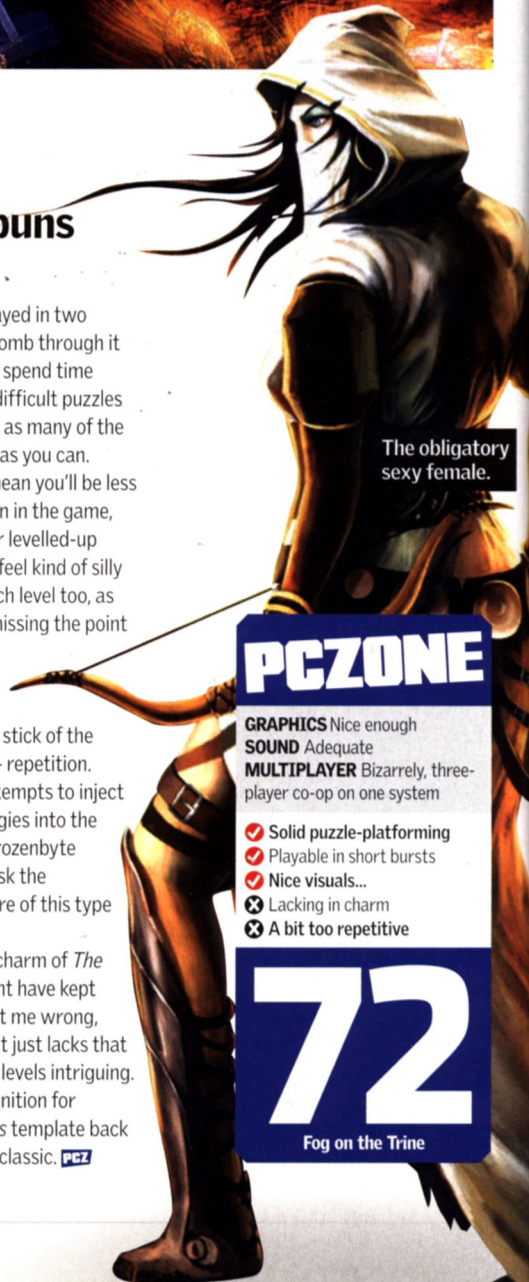 ayed in two
omb through it
spend time
difficult puzzles
as many of the
as you can.
ean you'll be less
n in the game,
levelled-up
feel kind of silly
ch level too, as
issing the point
stick of the
repetition.
tempts to inject
gies into the
rozenbyte
sk the
re of this type
charm of The
nt have kept
t me wrong,
t just lacks that
levels intriguing.
nition for
s template back
classic. PCZ
The obligatory
sexy female.
PCZONE
GRAPHICS Nice enough
SOUND Adequate
MULTIPLAYER Bizarrely, three-
player co-op on one system
Solid puzzle-platforming
Playable in short bursts
Nice visuals...
Lacking in charm
A bit too repetitive
72
Fog on the Trine